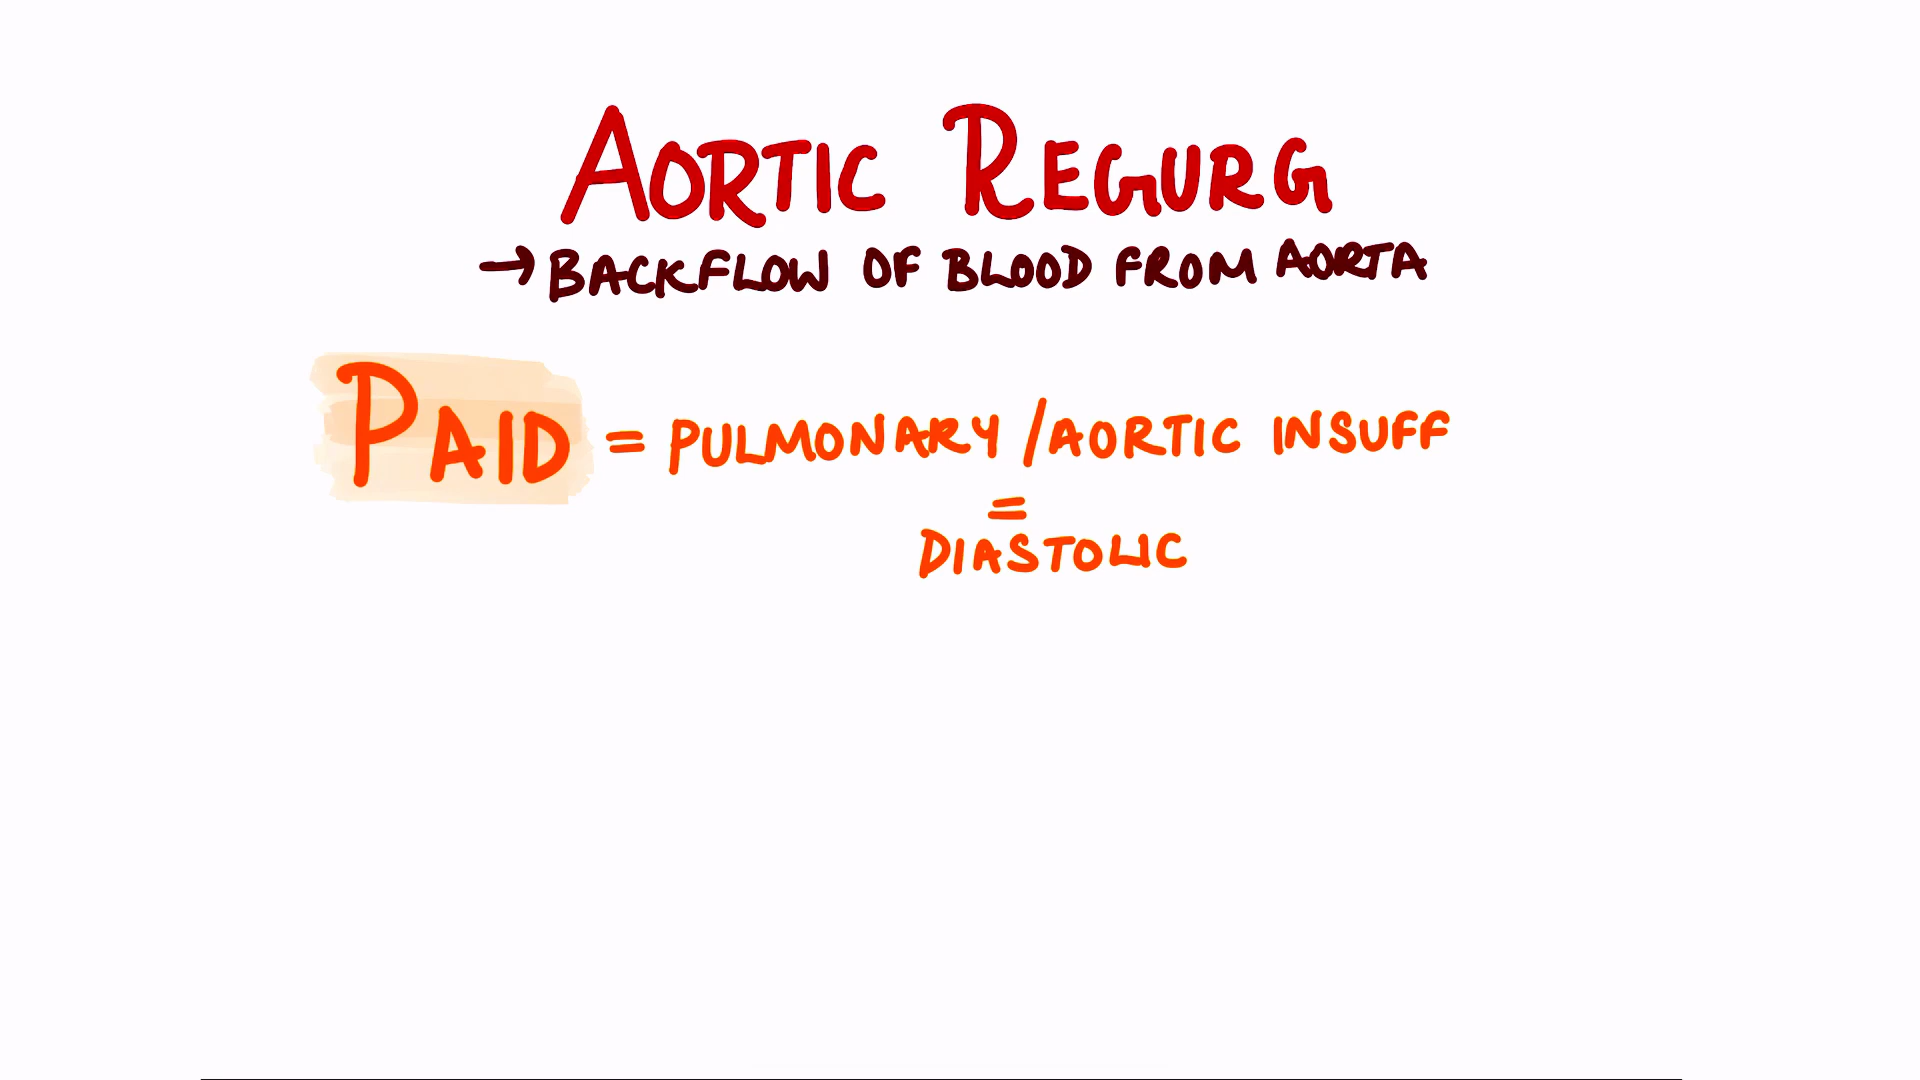 AORTIC REGURG
→ BACKFLOW OF BLOOD FROM AORTA
PAID = PULMONARY / AORTIC INSUFF
=
DIASTOLIC